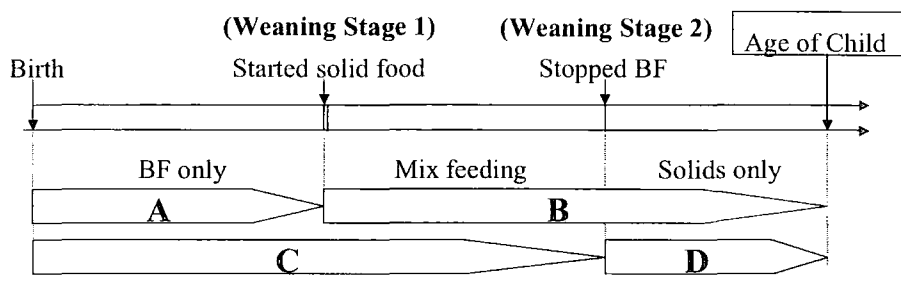 (Weaning Stage 1) (Weaning Stage 2)
Age of Child
Birth Started solid food Stopped BF
BF only Mix feeding Solids only
A B
C D